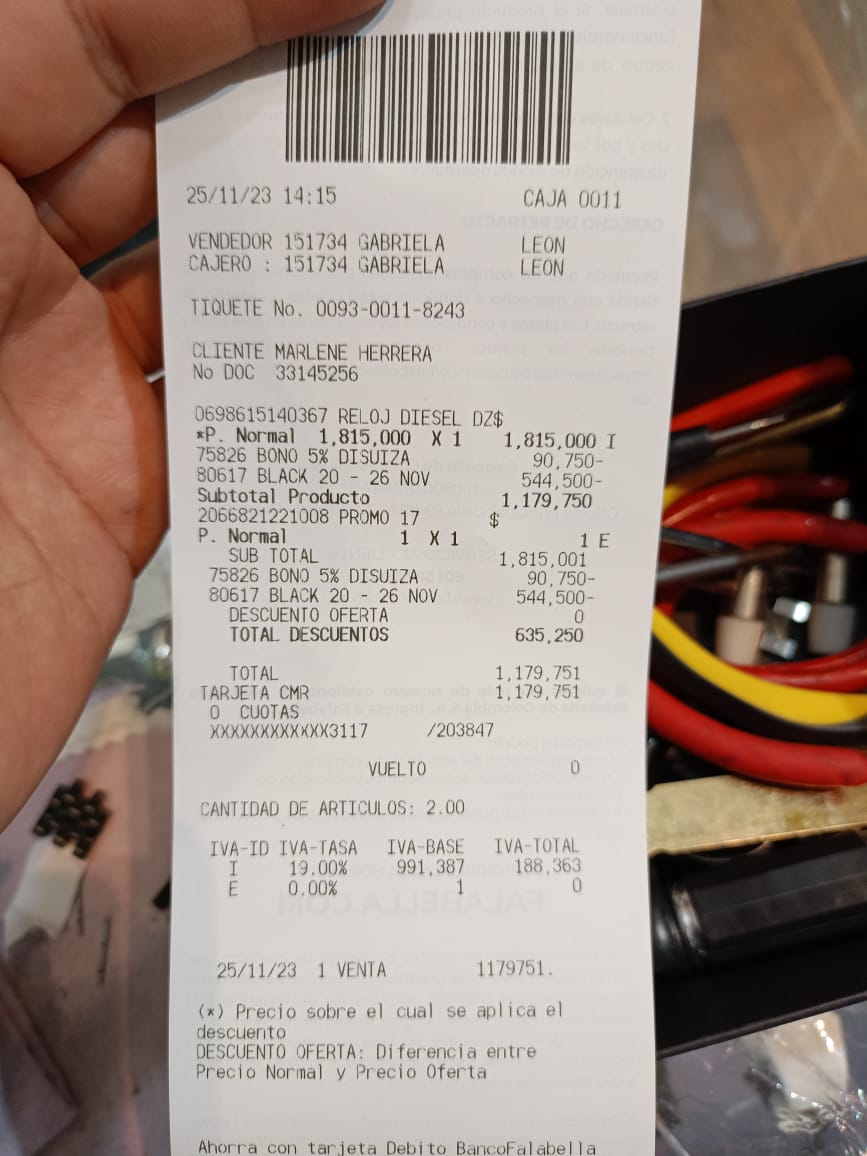 25/11/23 14:15 CAJA 0011
VENDEDOR 151734 GABRIELA LEON
CAJERO : 151734 GABRIELA LEON
TIQUETE No. 0093-0011-8243
CLIENTE MARLENE HERRERA
No DOC 33145256
0698615140367 RELOJ DIESEL DZ$
*P. Normal 1,815,000 X 1 1,815,000 I
75826 BONO 5% DISUIZA 90,750-
80617 BLACK 20 - 26 NOV 544,500-
Subtotal Producto 1,179,750
2066821221008 PROMO 17 $
P. Normal 1 X 1 1 E
SUB TOTAL 1,815,001
75826 BONO 5% DISUIZA 90,750-
80617 BLACK 20 - 26 NOV 544,500-
DESCUENTO OFERTA 0
TOTAL DESCUENTOS 635,250
TOTAL 1,179,751
TARJETA CMR 1,179,751
0 CUOTAS
XXXXXXXXXXXX3117 /203847
VUELTO 0
CANTIDAD DE ARTICULOS: 2.00
IVA-ID IVA-TASA IVA-BASE IVA-TOTAL
I 19.00% 991,387 188,363
E 0.00% 1 0
25/11/23 1 VENTA 1179751.
(*) Precio sobre el cual se aplica el
descuento
DESCUENTO OFERTA: Diferencia entre
Precio Normal y Precio Oferta
Ahorra con tarjeta Debito BancoFalabella